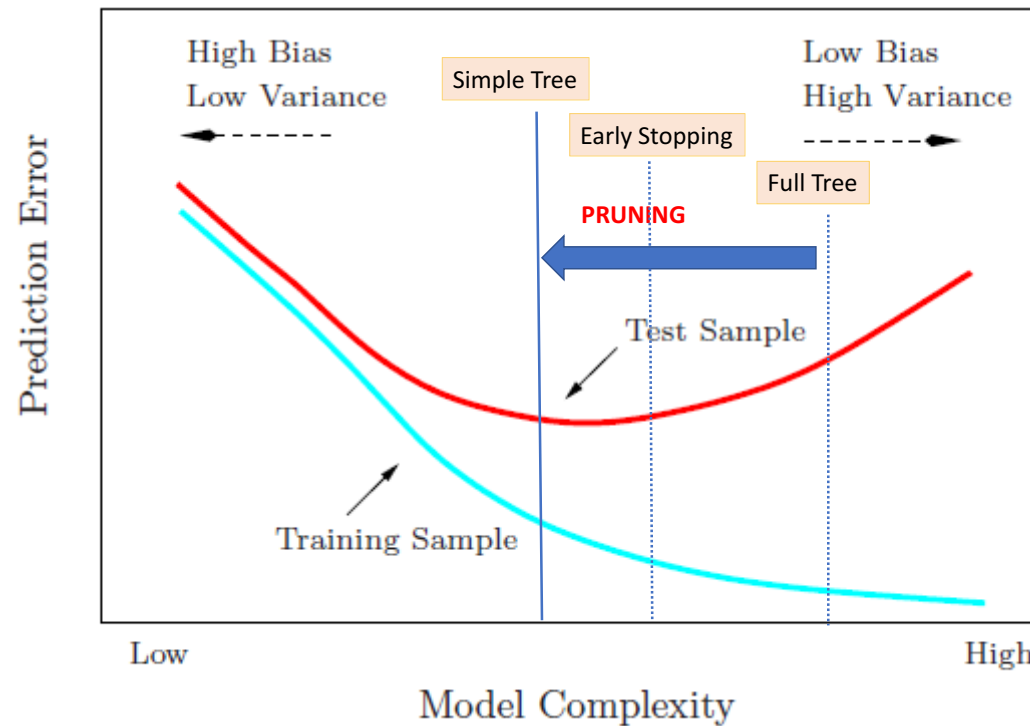 High Bias
Low Variance
Simple Tree
Low Bias
High Variance
Early Stopping
Full Tree
PRUNING
Prediction Error
Test Sample
Training Sample
Low
High
Model Complexity